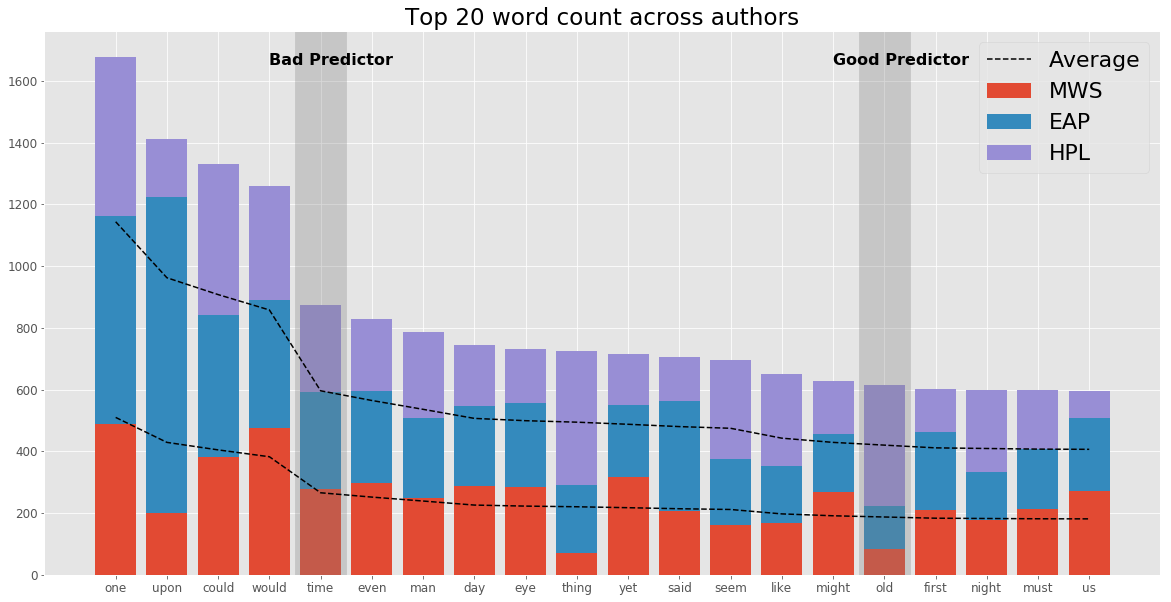 Top 20 word count across authors
Bad Predictor
Good Predictor
Average
MWS
EAP
HPL
1600
1400
1200
1000
800
600
400
200
0
one upon could would time even man day eye thing yet said seem like might old first night must us